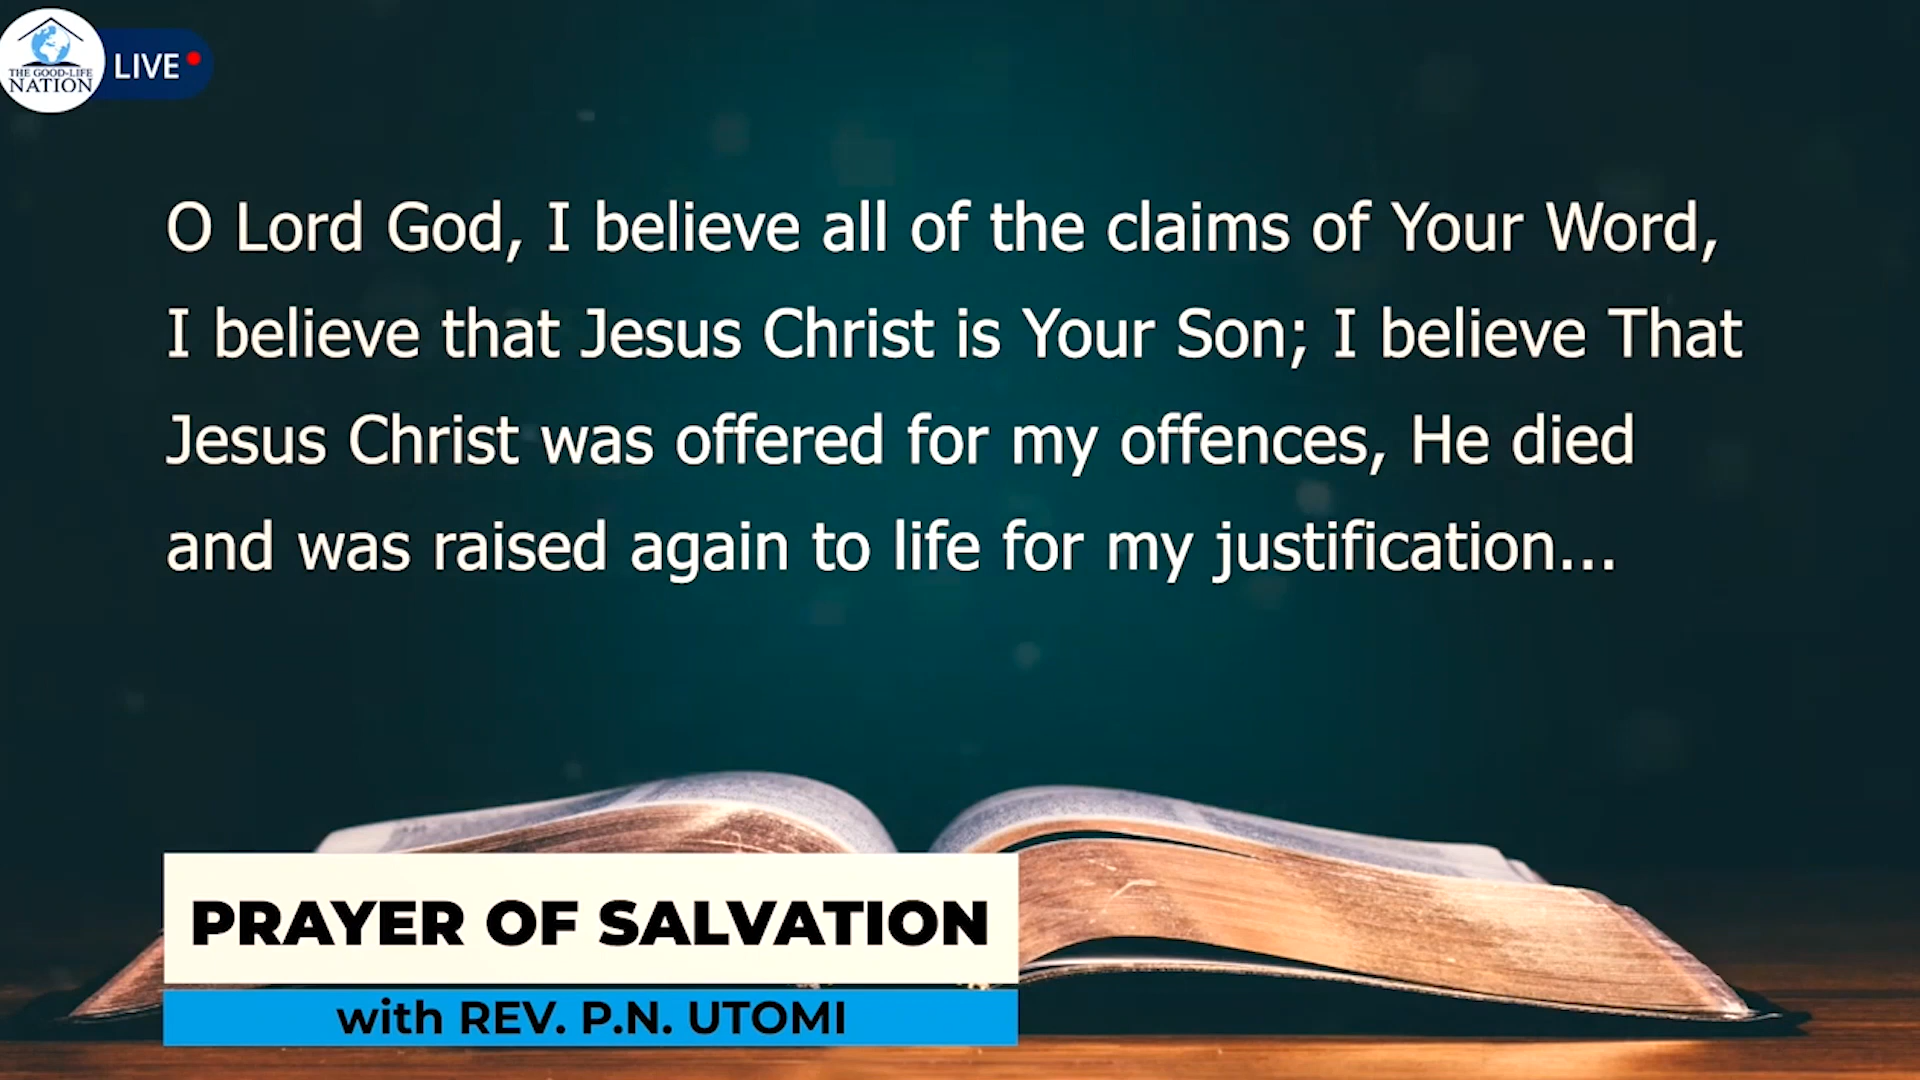 THE GOOD-LIFE
NATION
LIVE
O Lord God, I believe all of the claims of Your Word,
I believe that Jesus Christ is Your Son; I believe That
Jesus Christ was offered for my offences, He died
and was raised again to life for my justification...
PRAYER OF SALVATION
with REV. P.N. UTOMI